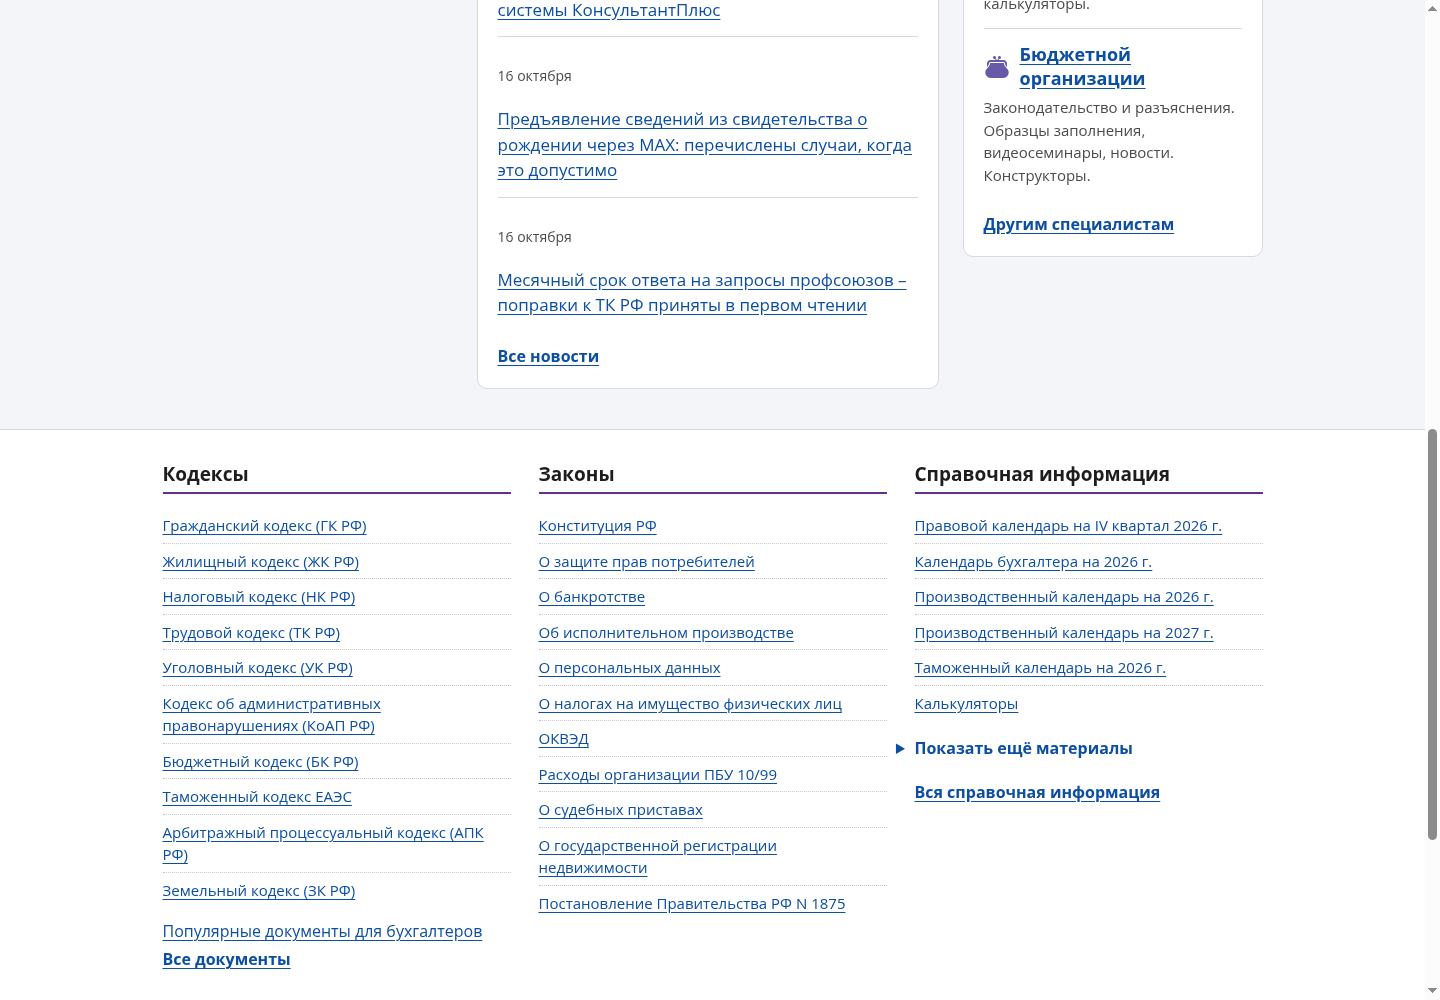 системы КонсультантПлюс
16 октября
Предъявление сведений из свидетельства о
рождении через MAX: перечислены случаи, когда
это допустимо
16 октября
Месячный срок ответа на запросы профсоюзов –
поправки к ТК РФ приняты в первом чтении
Все новости
калькуляторы.
Бюджетной
организации
Законодательство и разъяснения.
Образцы заполнения,
видеосеминары, новости.
Конструкторы.
Другим специалистам
Кодексы
Гражданский кодекс (ГК РФ)
Жилищный кодекс (ЖК РФ)
Налоговый кодекс (НК РФ)
Трудовой кодекс (ТК РФ)
Уголовный кодекс (УК РФ)
Кодекс об административных
правонарушениях (КоАП РФ)
Бюджетный кодекс (БК РФ)
Таможенный кодекс ЕАЭС
Арбитражный процессуальный кодекс (АПК
РФ)
Земельный кодекс (ЗК РФ)
Популярные документы для бухгалтеров
Все документы
Законы
Конституция РФ
О защите прав потребителей
О банкротстве
Об исполнительном производстве
О персональных данных
О налогах на имущество физических лиц
ОКВЭД
Расходы организации ПБУ 10/99
О судебных приставах
О государственной регистрации
недвижимости
Постановление Правительства РФ N 1875
Справочная информация
Правовой календарь на IV квартал 2026 г.
Календарь бухгалтера на 2026 г.
Производственный календарь на 2026 г.
Производственный календарь на 2027 г.
Таможенный календарь на 2026 г.
Калькуляторы
Показать ещё материалы
Вся справочная информация